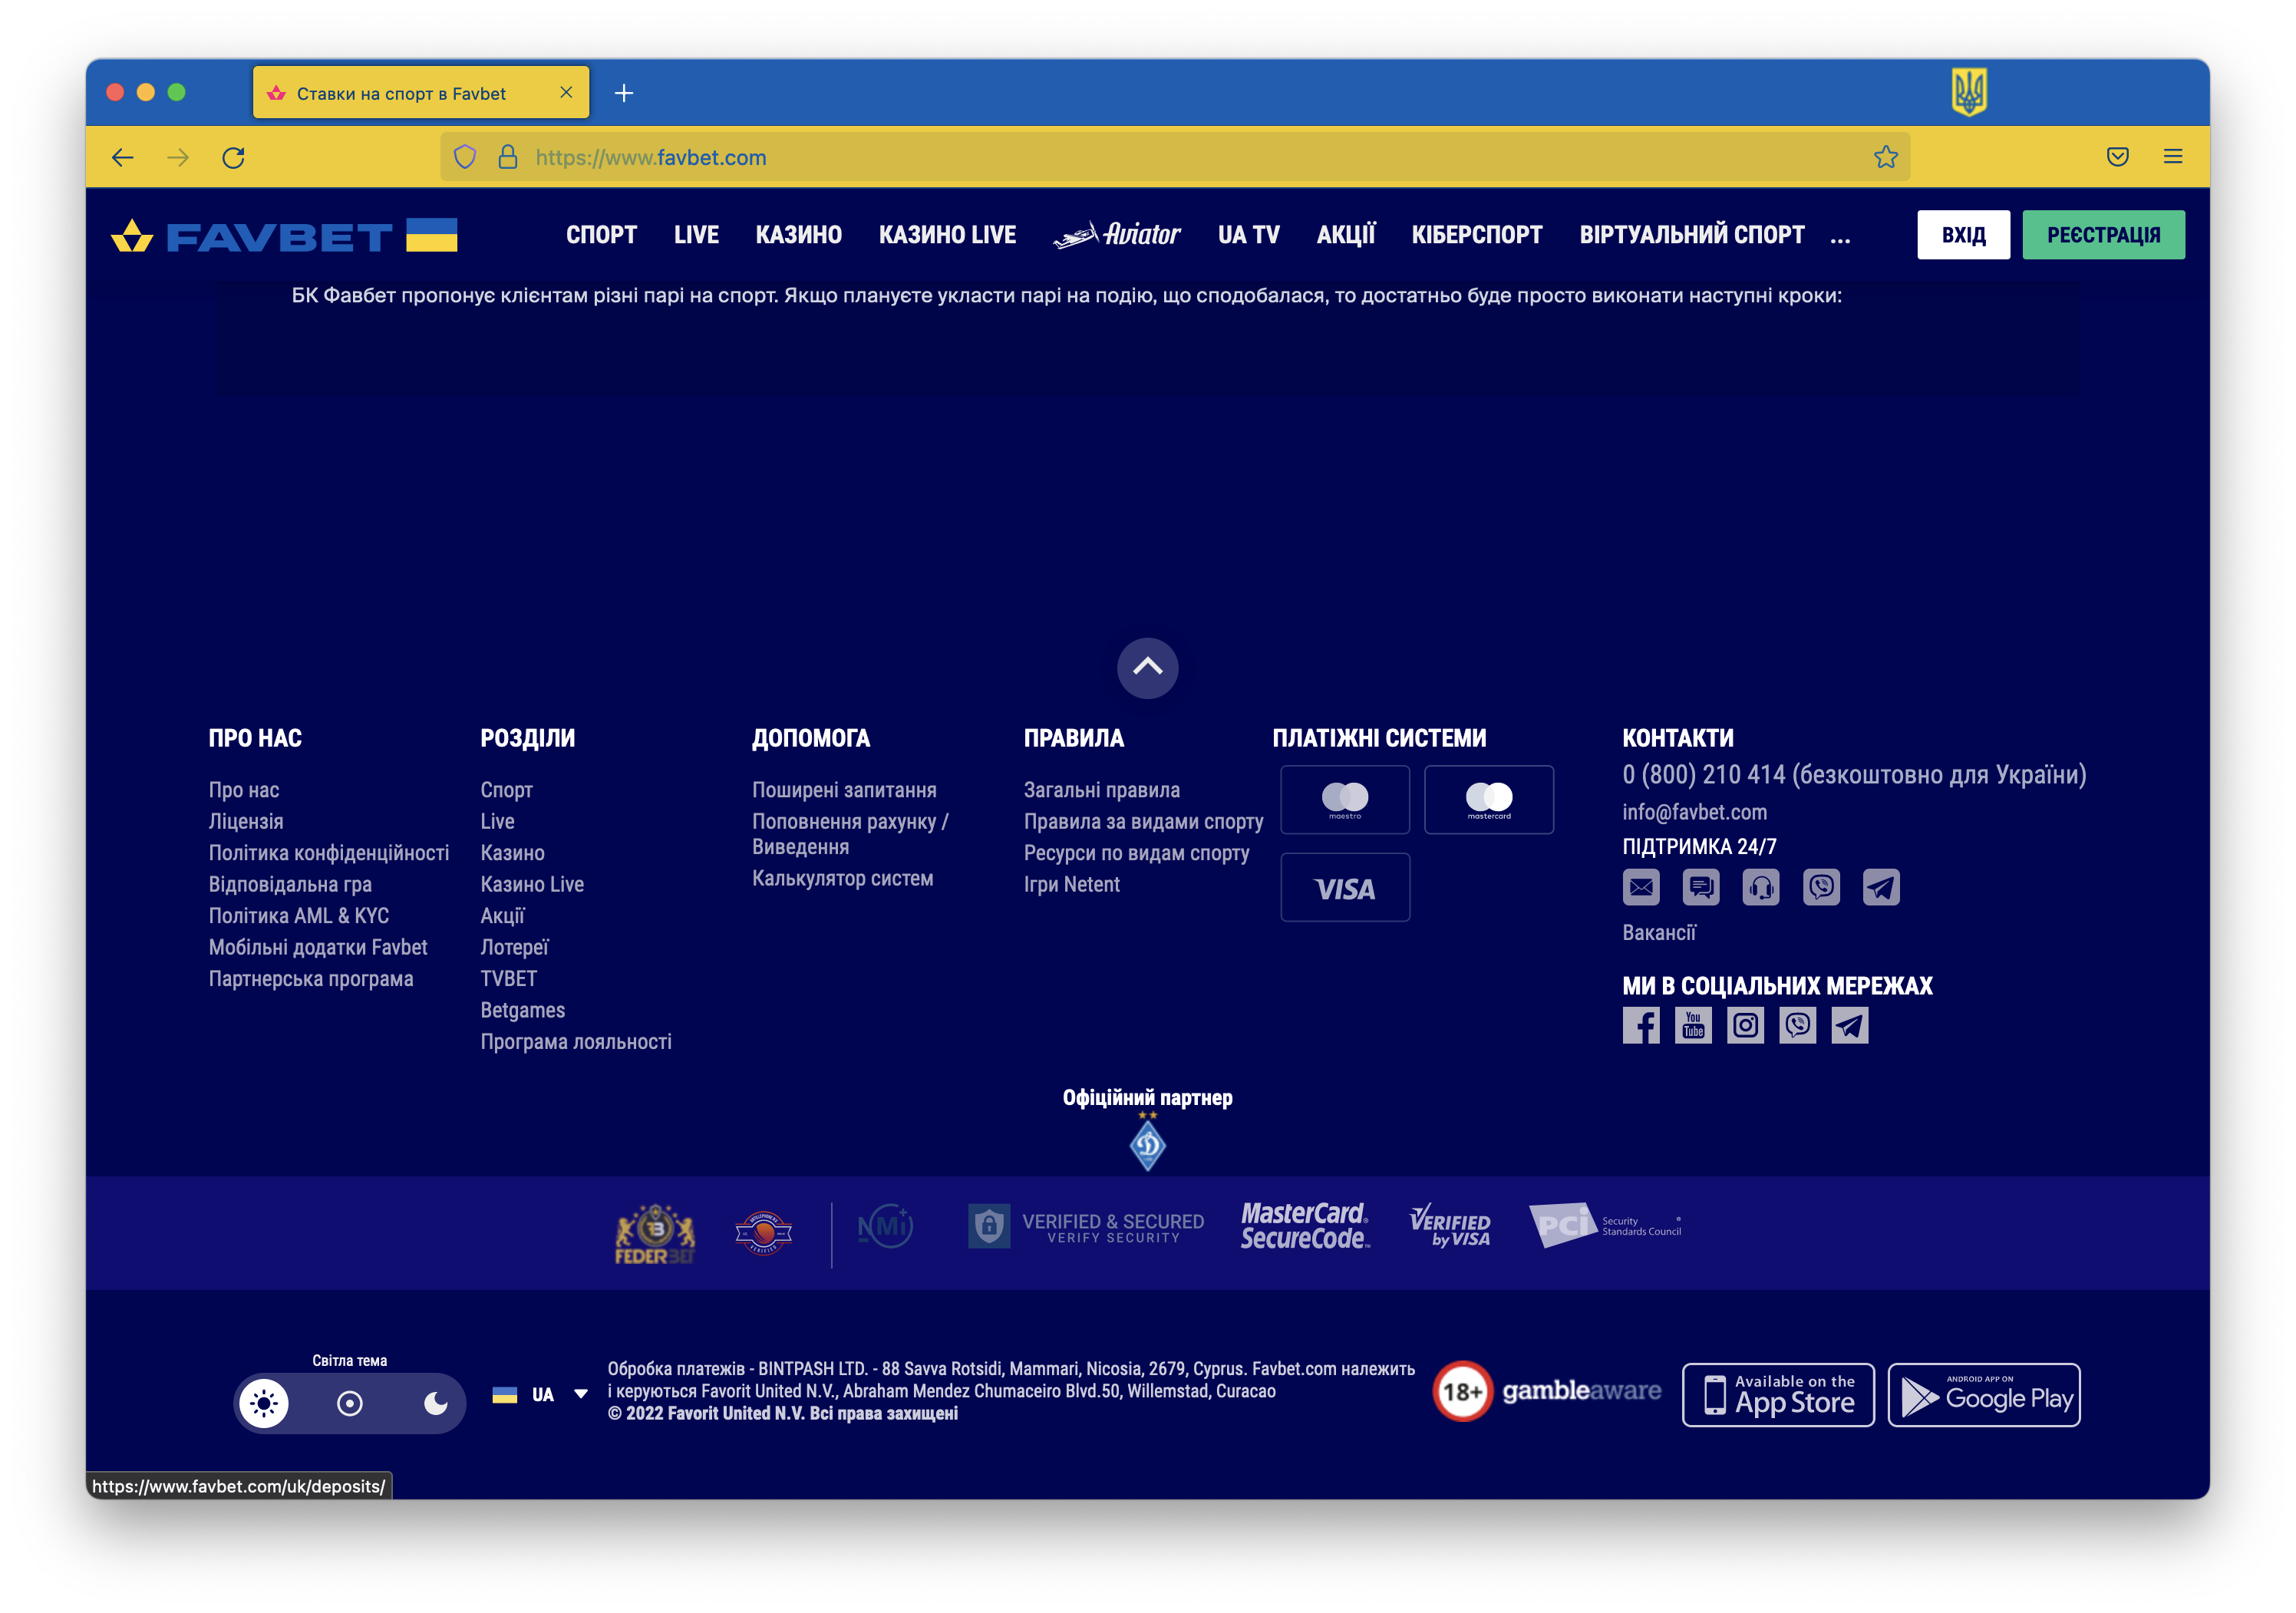 Ставки на спорт в Favbet
https://www.favbet.com
FAVBET
СПОРТ LIVE КАЗИНО КАЗИНО LIVE Aviator UA TV АКЦІЇ КІБЕРСПОРТ ВІРТУАЛЬНИЙ СПОРТ ...
ВХІД
РЕЄСТРАЦІЯ
БК Фавбет пропонує клієнтам різні парі на спорт. Якщо плануєте укласти парі на подію, що сподобалася, то достатньо буде просто виконати наступні кроки:
ПРО НАС
Про нас
Ліцензія
Політика конфіденційності
Відповідальна гра
Політика AML & KYC
Мобільні додатки Favbet
Партнерська програма
РОЗДІЛИ
Спорт
Live
Казино
Казино Live
Акції
Лотереї
TVBET
Betgames
Програма лояльності
ДОПОМОГА
Поширені запитання
Поповнення рахунку /
Виведення
Калькулятор систем
ПРАВИЛА
Загальні правила
Правила за видами спорту
Ресурси по видам спорту
Ігри Netent
ПЛАТІЖНІ СИСТЕМИ
maestro
mastercard
VISA
КОНТАКТИ
0 (800) 210 414 (безкоштовно для України)
info@favbet.com
ПІДТРИМКА 24/7
Вакансії
МИ В СОЦІАЛЬНИХ МЕРЕЖАХ
You
Tube
Офіційний партнер
FEDERBET
VERIFIED
NMi
VERIFIED & SECURED
VERIFY SECURITY
MasterCard®
SecureCode™
VERIFIED
by VISA
PCI
Security
Standards Council ®
Світла тема
UA
Обробка платежів - BINTPASH LTD. - 88 Savva Rotsidi, Mammari, Nicosia, 2679, Cyprus. Favbet.com належить
і керуються Favorit United N.V., Abraham Mendez Chumaceiro Blvd.50, Willemstad, Curacao
© 2022 Favorit United N.V. Всі права захищені
18+
gambleaware
Available on the
App Store
ANDROID APP ON
Google Play
https://www.favbet.com/uk/deposits/